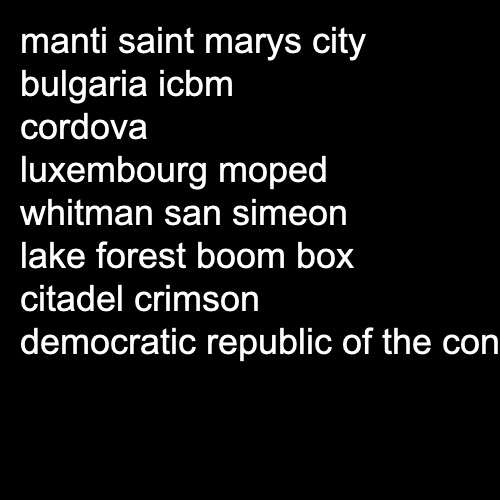 manti saint marys city
bulgaria icbm
cordova
luxembourg moped
whitman san simeon
lake forest boom box
citadel crimson
democratic republic of the con